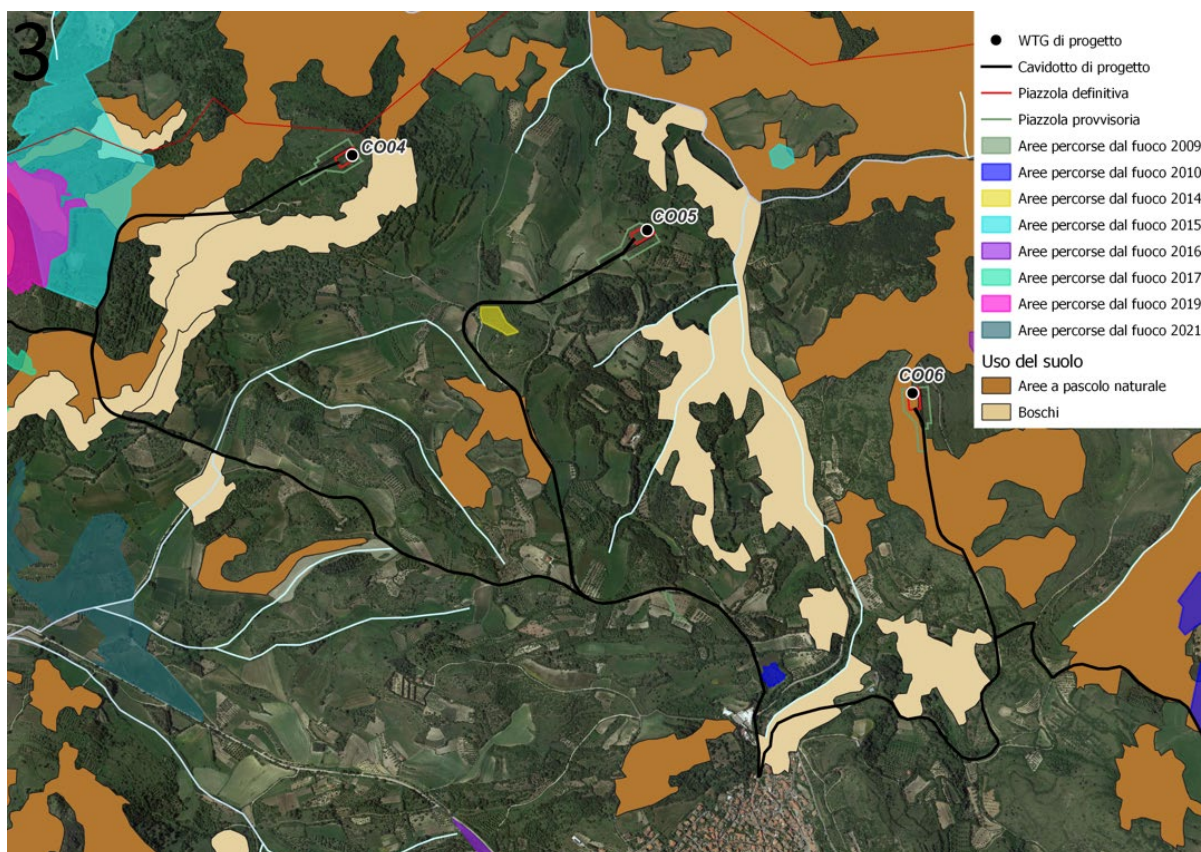 3
WTG di progetto
Cavidotto di progetto
Piazzola definitiva
Piazzola provvisoria
Aree percorse dal fuoco 2009
Aree percorse dal fuoco 2010
Aree percorse dal fuoco 2014
Aree percorse dal fuoco 2015
Aree percorse dal fuoco 2016
Aree percorse dal fuoco 2017
Aree percorse dal fuoco 2019
Aree percorse dal fuoco 2021
Uso del suolo
Aree a pascolo naturale
Boschi
CO04
CO05
CO06